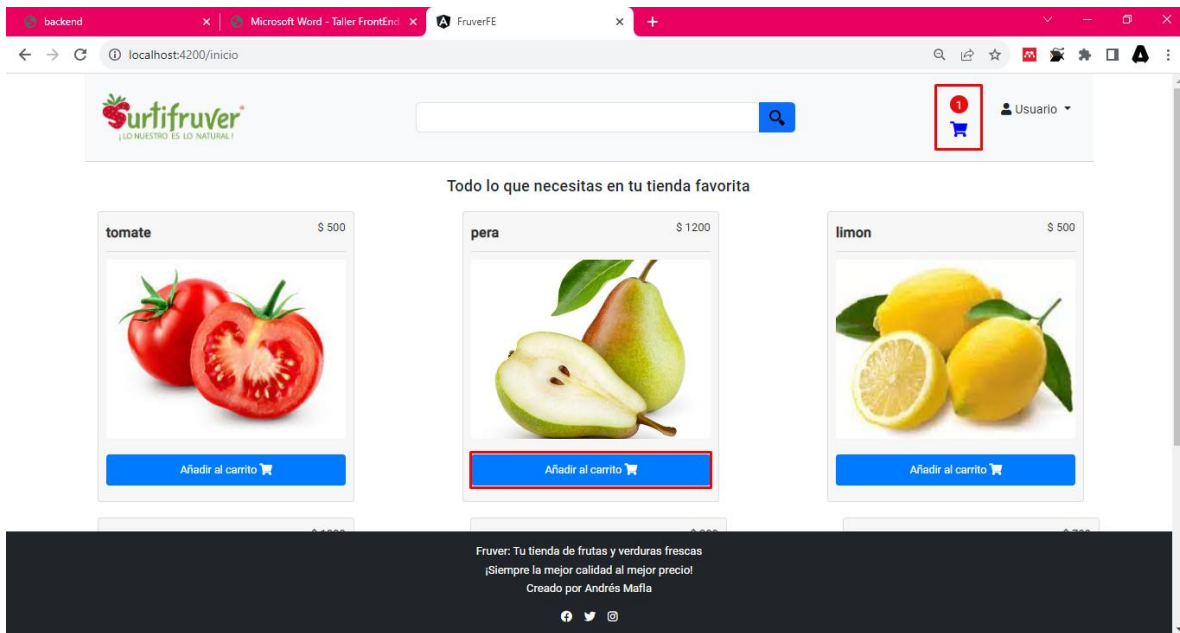 backend
Microsoft Word - Taller FrontEnd
FruverFE
localhost:4200/inicio
Surtifruver
¡LO NUESTRO ES LO NATURAL!
1
Usuario
Todo lo que necesitas en tu tienda favorita
tomate $ 500
pera $ 1200
limon $ 500
Añadir al carrito
Añadir al carrito
Añadir al carrito
Fruver: Tu tienda de frutas y verduras frescas
¡Siempre la mejor calidad al mejor precio!
Creado por Andrés Mafla